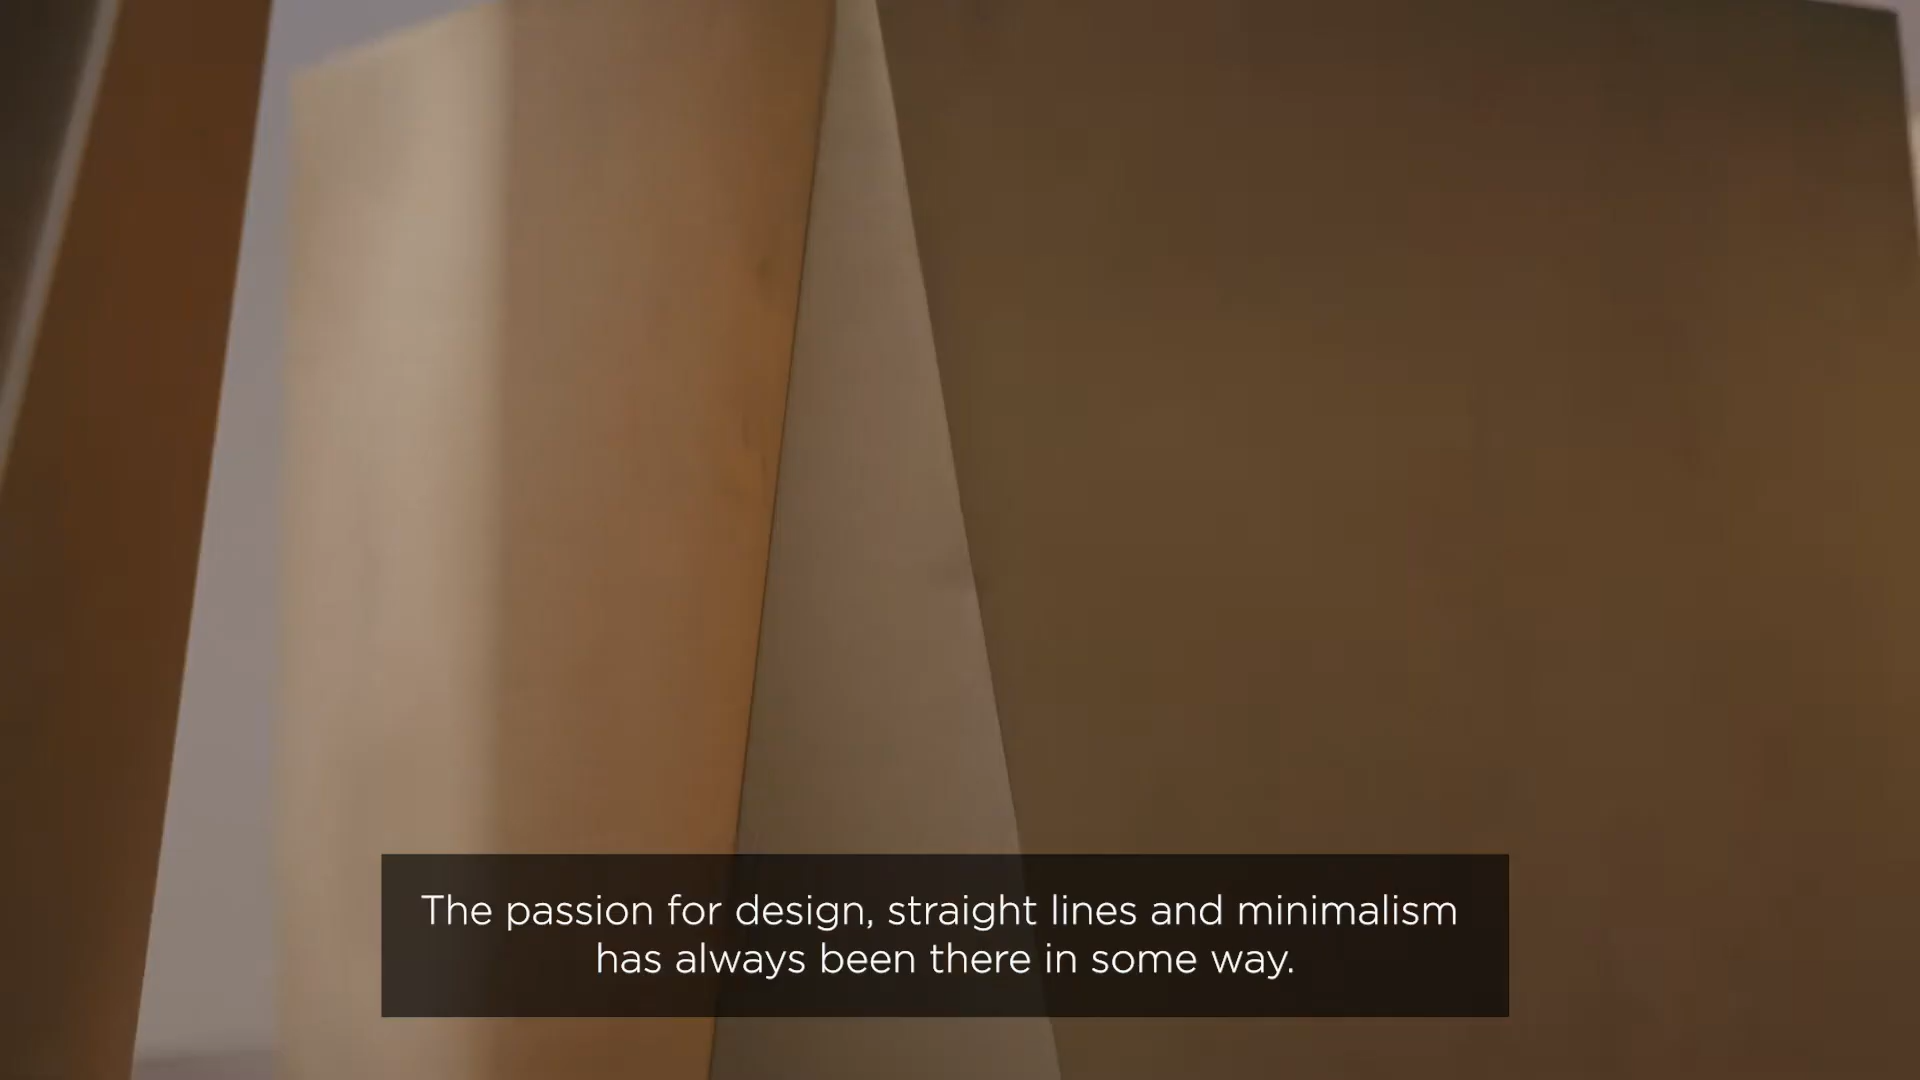 The passion for design, straight lines and minimalism
has always been there in some way.